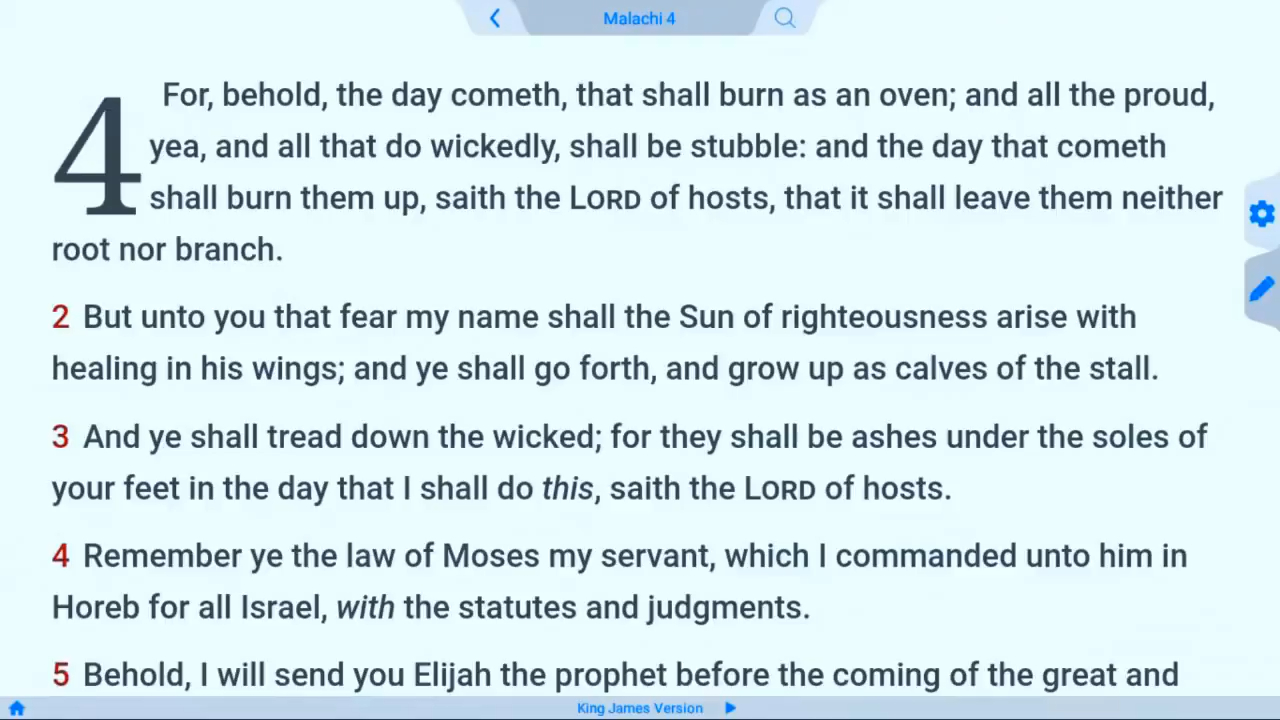 Malachi 4
4 For, behold, the day cometh, that shall burn as an oven; and all the proud,
yea, and all that do wickedly, shall be stubble: and the day that cometh
shall burn them up, saith the LORD of hosts, that it shall leave them neither
root nor branch.
2 But unto you that fear my name shall the Sun of righteousness arise with
healing in his wings; and ye shall go forth, and grow up as calves of the stall.
3 And ye shall tread down the wicked; for they shall be ashes under the soles of
your feet in the day that I shall do this, saith the LORD of hosts.
4 Remember ye the law of Moses my servant, which I commanded unto him in
Horeb for all Israel, with the statutes and judgments.
5 Behold, I will send you Elijah the prophet before the coming of the great and
King James Version